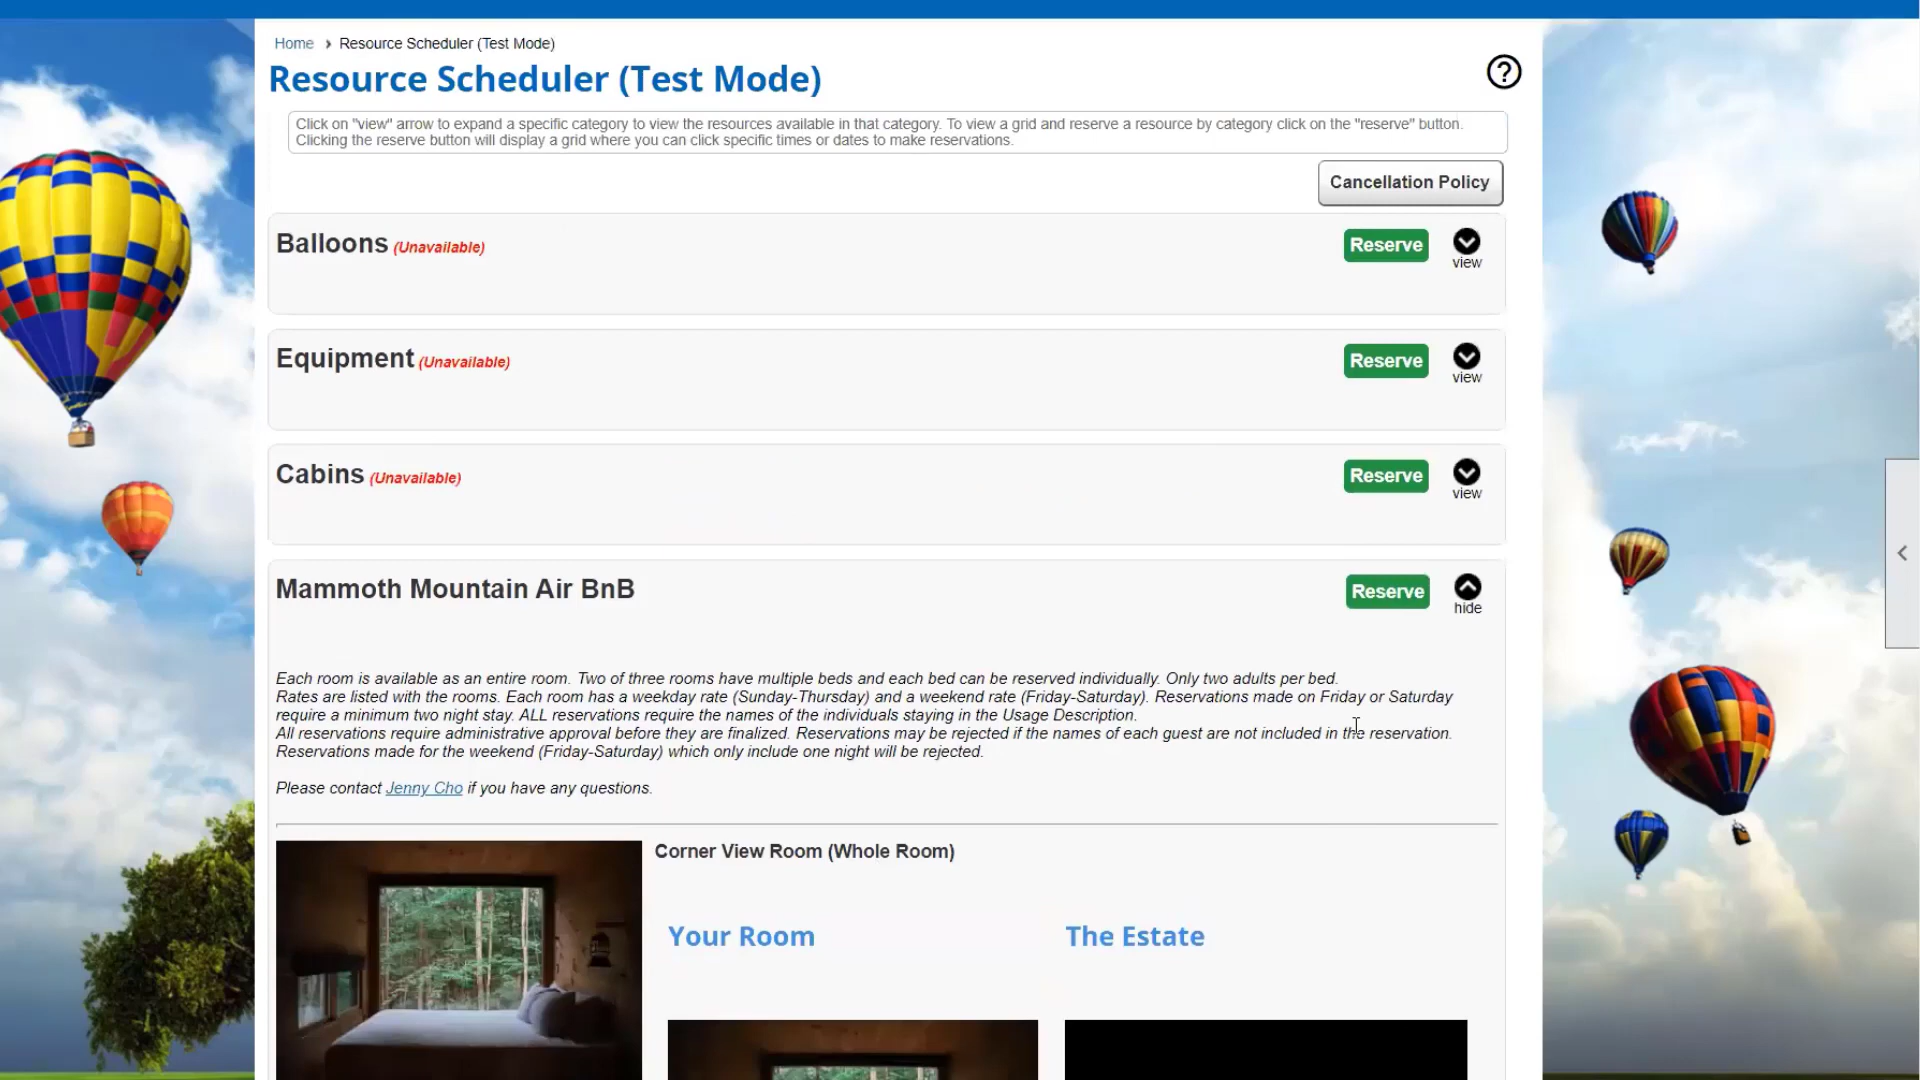 Home › Resource Scheduler (Test Mode)
Resource Scheduler (Test Mode)
Click on "view" arrow to expand a specific category to view the resources available in that category. To view a grid and reserve a resource by category click on the "reserve" button.
Clicking the reserve button will display a grid where you can click specific times or dates to make reservations.
Cancellation Policy
Balloons (Unavailable) Reserve
view
Equipment (Unavailable) Reserve
view
Cabins (Unavailable) Reserve
view
Mammoth Mountain Air BnB Reserve
hide
Each room is available as an entire room. Two of three rooms have multiple beds and each bed can be reserved individually. Only two adults per bed.
Rates are listed with the rooms. Each room has a weekday rate (Sunday-Thursday) and a weekend rate (Friday-Saturday). Reservations made on Friday or Saturday
require a minimum two night stay. ALL reservations require the names of the individuals staying in the Usage Description.
All reservations require administrative approval before they are finalized. Reservations may be rejected if the names of each guest are not included in the reservation.
Reservations made for the weekend (Friday-Saturday) which only include one night will be rejected.
Please contact Jenny Cho if you have any questions.
Corner View Room (Whole Room)
Your Room The Estate